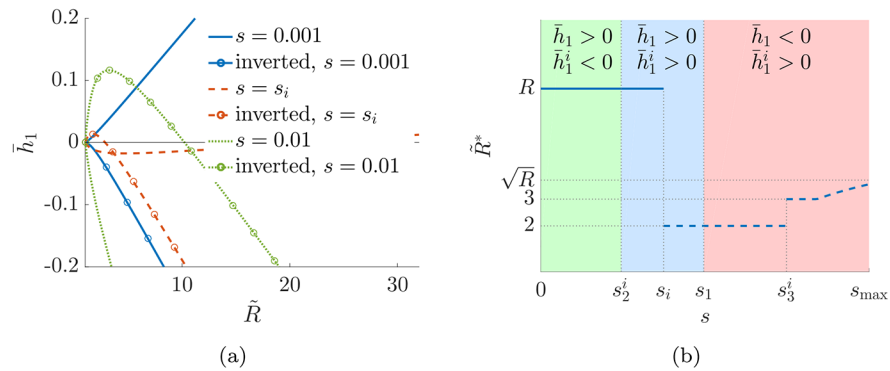 0.2
0.1
0
-0.1
-0.2
h̄₁
s = 0.001
inverted, s = 0.001
s = sᵢ
inverted, s = sᵢ
s = 0.01
inverted, s = 0.01
10 20 30
R̃
(a)
h̄₁ > 0 h̄₁ > 0 h̄₁ < 0
h̄₁ⁱ < 0 h̄₁ⁱ > 0 h̄₁ⁱ > 0
R
R̃*
√R
3
2
0 s₂ⁱ sᵢ s₁ s₃ⁱ s_max
s
(b)